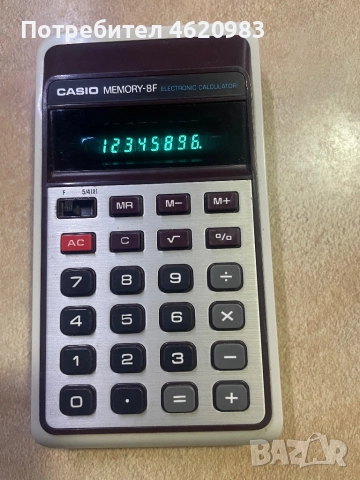 Потребител 4620983
CASIO MEMORY-8F ELECTRONIC CALCULATOR
12345896.
F 5/4
MR M− M+
AC C √ %
7 8 9 ÷
4 5 6 ×
1 2 3 −
0 · = +
BAZAR